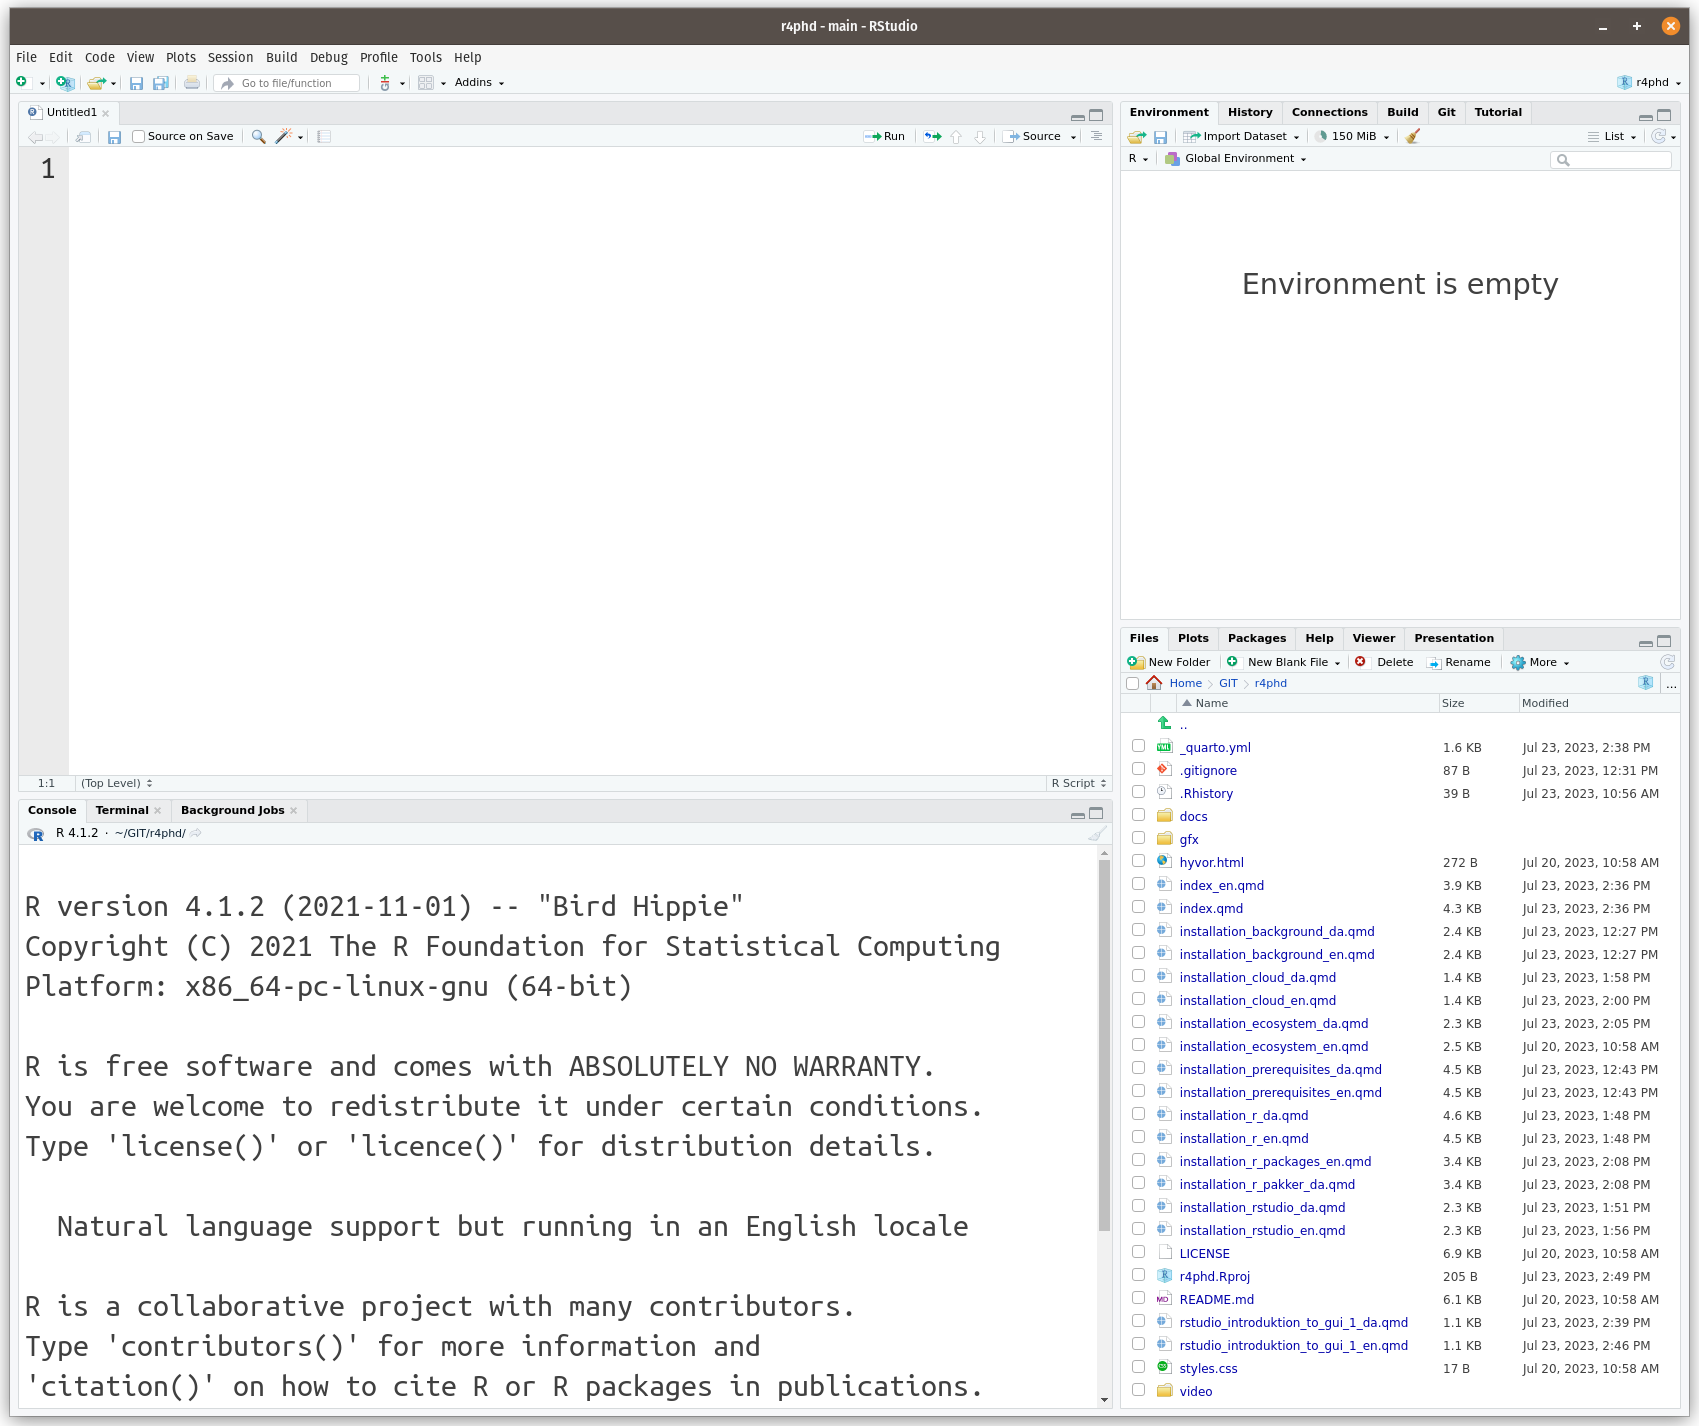 r4phd - main - RStudio
File Edit Code View Plots Session Build Debug Profile Tools Help
Go to file/function Addins r4phd
Untitled1
Source on Save Run Source
1
1:1 (Top Level) R Script
Console Terminal Background Jobs
R 4.1.2 · ~/GIT/r4phd/
R version 4.1.2 (2021-11-01) -- "Bird Hippie"
Copyright (C) 2021 The R Foundation for Statistical Computing
Platform: x86_64-pc-linux-gnu (64-bit)
R is free software and comes with ABSOLUTELY NO WARRANTY.
You are welcome to redistribute it under certain conditions.
Type 'license()' or 'licence()' for distribution details.
Natural language support but running in an English locale
R is a collaborative project with many contributors.
Type 'contributors()' for more information and
'citation()' on how to cite R or R packages in publications.
Environment History Connections Build Git Tutorial
Import Dataset 150 MiB List
R Global Environment
Environment is empty
Files Plots Packages Help Viewer Presentation
New Folder New Blank File Delete Rename More
Home GIT r4phd ...
Name Size Modified
..
_quarto.yml 1.6 KB Jul 23, 2023, 2:38 PM
.gitignore 87 B Jul 23, 2023, 12:31 PM
.Rhistory 39 B Jul 23, 2023, 10:56 AM
docs
gfx
hyvor.html 272 B Jul 20, 2023, 10:58 AM
index_en.qmd 3.9 KB Jul 23, 2023, 2:36 PM
index.qmd 4.3 KB Jul 23, 2023, 2:36 PM
installation_background_da.qmd 2.4 KB Jul 23, 2023, 12:27 PM
installation_background_en.qmd 2.4 KB Jul 23, 2023, 12:27 PM
installation_cloud_da.qmd 1.4 KB Jul 23, 2023, 1:58 PM
installation_cloud_en.qmd 1.4 KB Jul 23, 2023, 2:00 PM
installation_ecosystem_da.qmd 2.3 KB Jul 23, 2023, 2:05 PM
installation_ecosystem_en.qmd 2.5 KB Jul 20, 2023, 10:58 AM
installation_prerequisites_da.qmd 4.5 KB Jul 23, 2023, 12:43 PM
installation_prerequisites_en.qmd 4.5 KB Jul 23, 2023, 12:43 PM
installation_r_da.qmd 4.6 KB Jul 23, 2023, 1:48 PM
installation_r_en.qmd 4.5 KB Jul 23, 2023, 1:48 PM
installation_r_packages_en.qmd 3.4 KB Jul 23, 2023, 2:08 PM
installation_r_pakker_da.qmd 3.4 KB Jul 23, 2023, 2:08 PM
installation_rstudio_da.qmd 2.3 KB Jul 23, 2023, 1:51 PM
installation_rstudio_en.qmd 2.3 KB Jul 23, 2023, 1:56 PM
LICENSE 6.9 KB Jul 20, 2023, 10:58 AM
r4phd.Rproj 205 B Jul 23, 2023, 2:49 PM
README.md 6.1 KB Jul 20, 2023, 10:58 AM
rstudio_introduktion_to_gui_1_da.qmd 1.1 KB Jul 23, 2023, 2:39 PM
rstudio_introduktion_to_gui_1_en.qmd 1.1 KB Jul 23, 2023, 2:46 PM
styles.css 17 B Jul 20, 2023, 10:58 AM
video